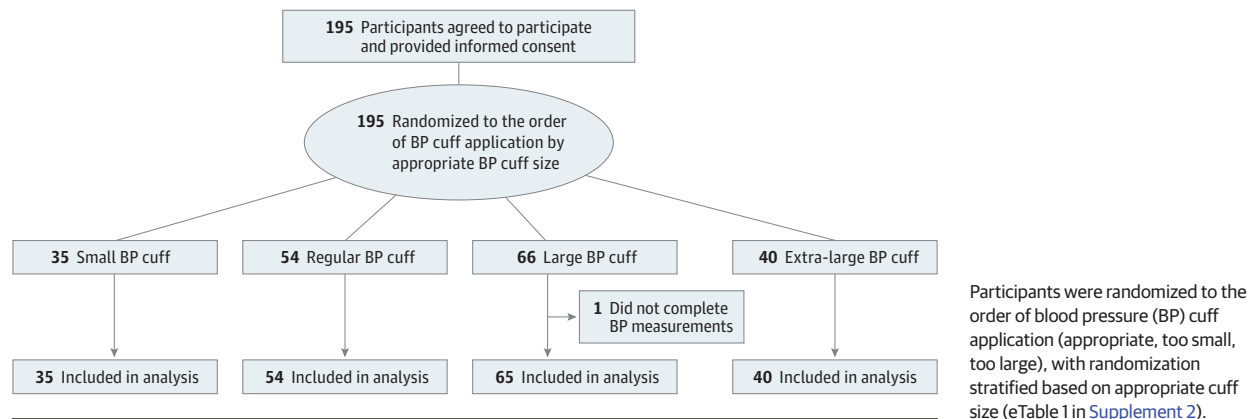 195 Participants agreed to participate
and provided informed consent
195 Randomized to the order
of BP cuff application by
appropriate BP cuff size
35 Small BP cuff
54 Regular BP cuff
66 Large BP cuff
40 Extra-large BP cuff
1 Did not complete
BP measurements
35 Included in analysis
54 Included in analysis
65 Included in analysis
40 Included in analysis
Participants were randomized to the
order of blood pressure (BP) cuff
application (appropriate, too small,
too large), with randomization
stratified based on appropriate cuff
size (eTable 1 in Supplement 2).